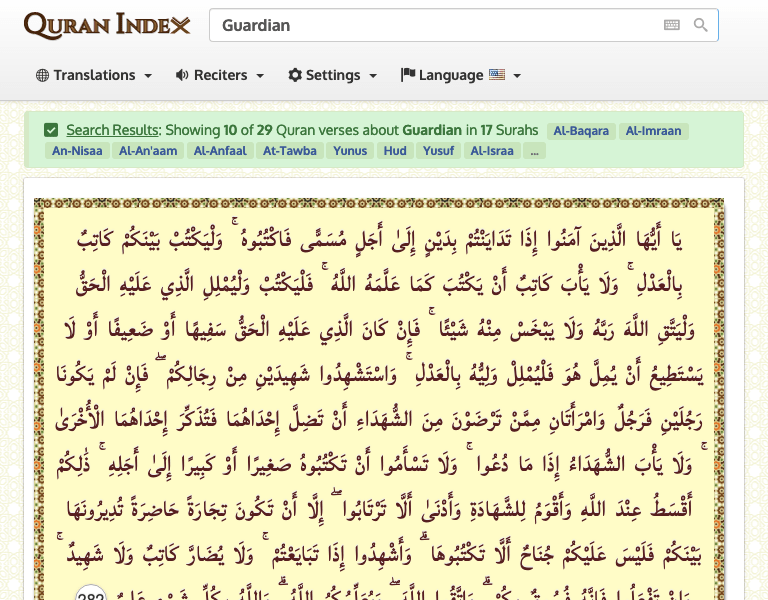 QURAN INDEX
Guardian
Translations
Reciters
Settings
Language
Search Results: Showing 10 of 29 Quran verses about Guardian in 17 Surahs Al-Baqara Al-Imraan
An-Nisaa Al-An'aam Al-Anfaal At-Tawba Yunus Hud Yusuf Al-Israa ...
يَا أَيُّهَا الَّذِينَ آمَنُوا إِذَا تَدَايَنْتُمْ بِدَيْنٍ إِلَىٰ أَجَلٍ مُسَمًّى فَاكْتُبُوهُ ۚ وَلْيَكْتُبْ بَيْنَكُمْ كَاتِبٌ
بِالْعَدْلِ ۚ وَلَا يَأْبَ كَاتِبٌ أَنْ يَكْتُبَ كَمَا عَلَّمَهُ اللَّهُ ۚ فَلْيَكْتُبْ وَلْيُمْلِلِ الَّذِي عَلَيْهِ الْحَقُّ
وَلْيَتَّقِ اللَّهَ رَبَّهُ وَلَا يَبْخَسْ مِنْهُ شَيْئًا ۚ فَإِنْ كَانَ الَّذِي عَلَيْهِ الْحَقُّ سَفِيهًا أَوْ ضَعِيفًا أَوْ لَا
يَسْتَطِيعُ أَنْ يُمِلَّ هُوَ فَلْيُمْلِلْ وَلِيُّهُ بِالْعَدْلِ ۚ وَاسْتَشْهِدُوا شَهِيدَيْنِ مِنْ رِجَالِكُمْ ۖ فَإِنْ لَمْ يَكُونَا
رَجُلَيْنِ فَرَجُلٌ وَامْرَأَتَانِ مِمَّنْ تَرْضَوْنَ مِنَ الشُّهَدَاءِ أَنْ تَضِلَّ إِحْدَاهُمَا فَتُذَكِّرَ إِحْدَاهُمَا الْأُخْرَىٰ
ۚ وَلَا يَأْبَ الشُّهَدَاءُ إِذَا مَا دُعُوا ۚ وَلَا تَسْأَمُوا أَنْ تَكْتُبُوهُ صَغِيرًا أَوْ كَبِيرًا إِلَىٰ أَجَلِهِ ۚ ذَٰلِكُمْ
أَقْسَطُ عِنْدَ اللَّهِ وَأَقْوَمُ لِلشَّهَادَةِ وَأَدْنَىٰ أَلَّا تَرْتَابُوا ۖ إِلَّا أَنْ تَكُونَ تِجَارَةً حَاضِرَةً تُدِيرُونَهَا
بَيْنَكُمْ فَلَيْسَ عَلَيْكُمْ جُنَاحٌ أَلَّا تَكْتُبُوهَا ۗ وَأَشْهِدُوا إِذَا تَبَايَعْتُمْ ۚ وَلَا يُضَارَّ كَاتِبٌ وَلَا شَهِيدٌ ۚ